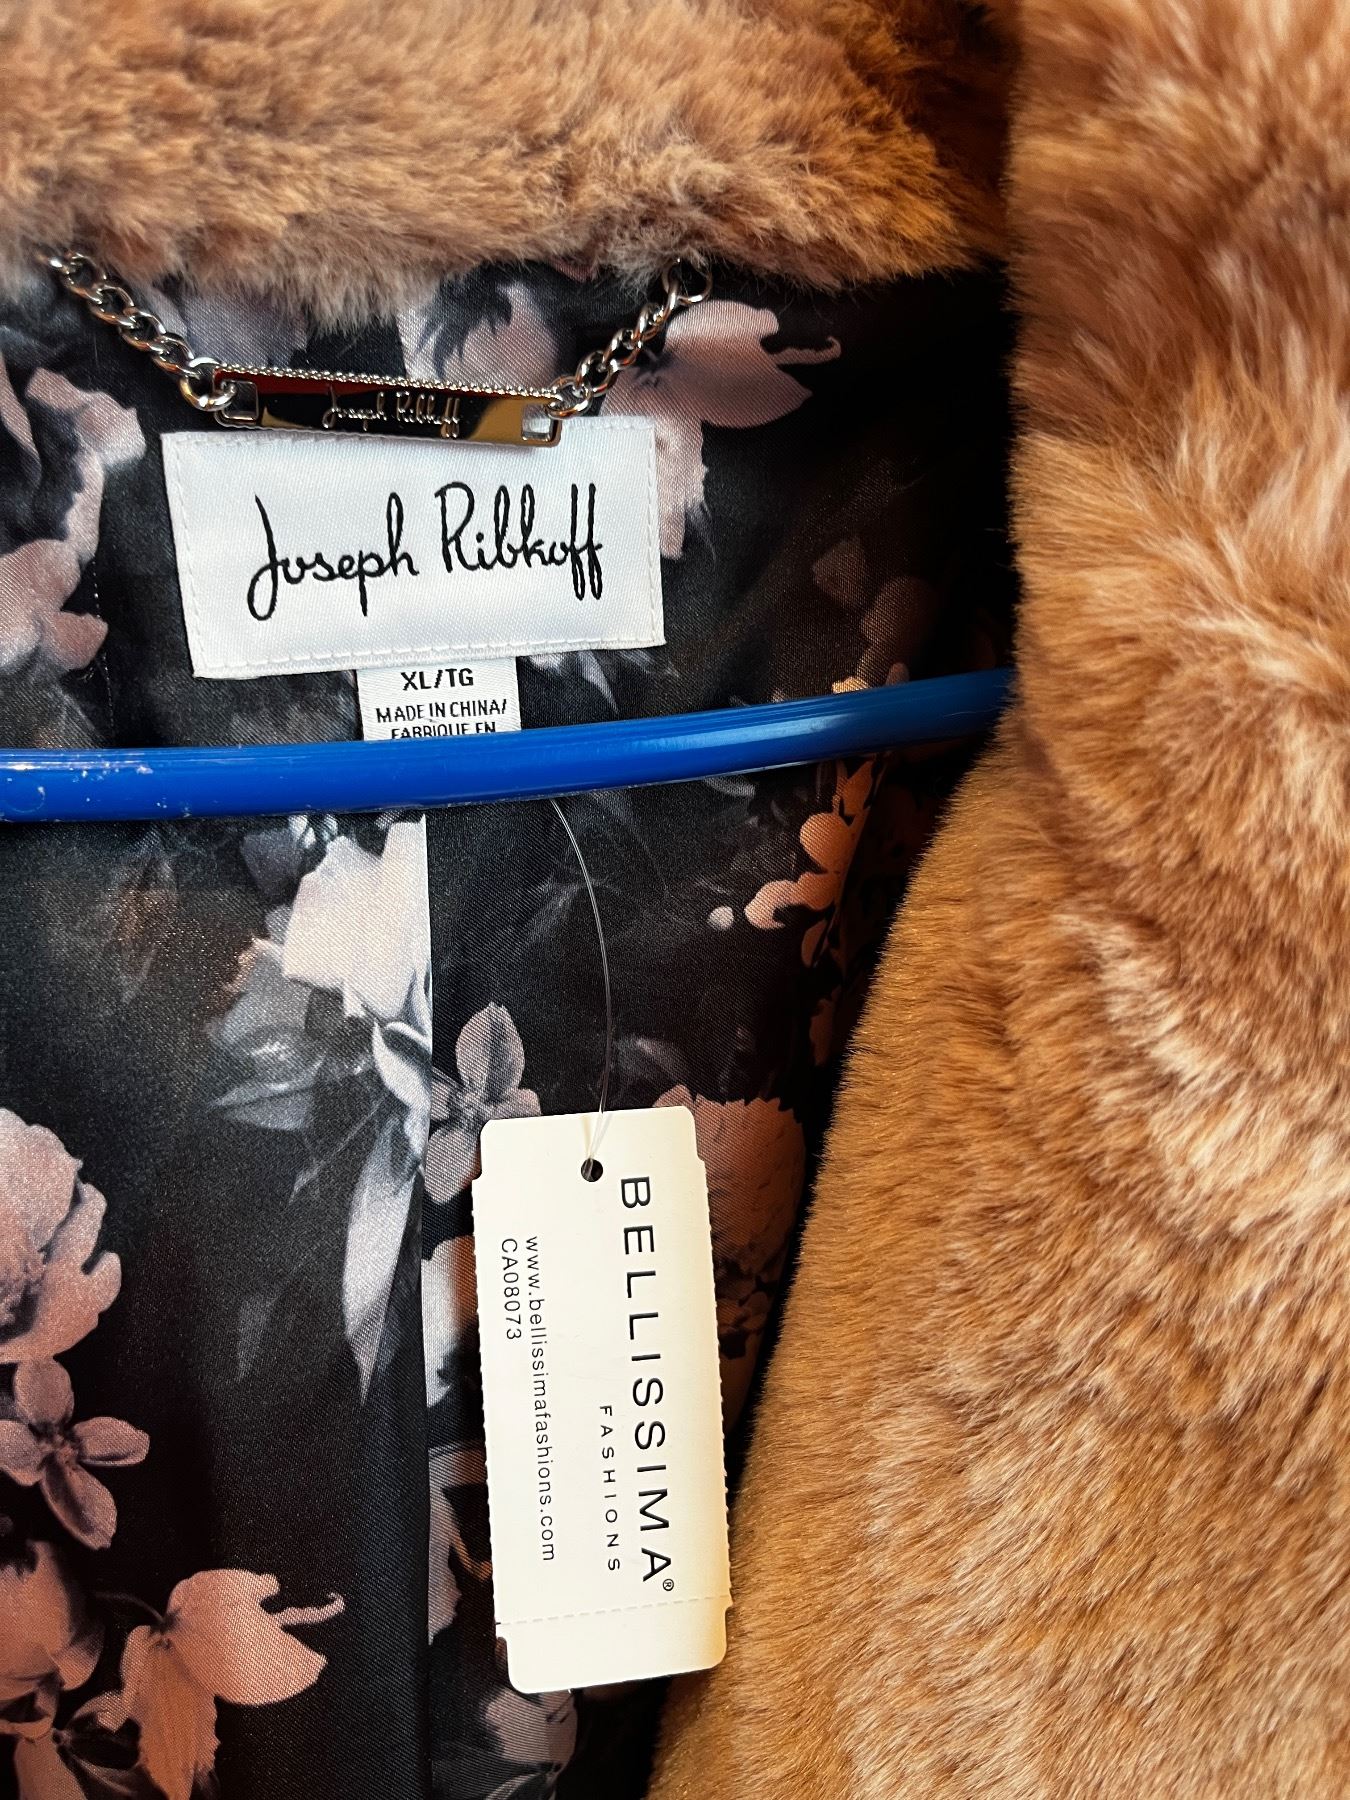 Joseph Ribkoff
Joseph Ribkoff
XL/TG
MADE IN CHINA/
FABRIQUE EN
BELLISSIMA®
FASHIONS
www.bellissimafashions.com
CA08073